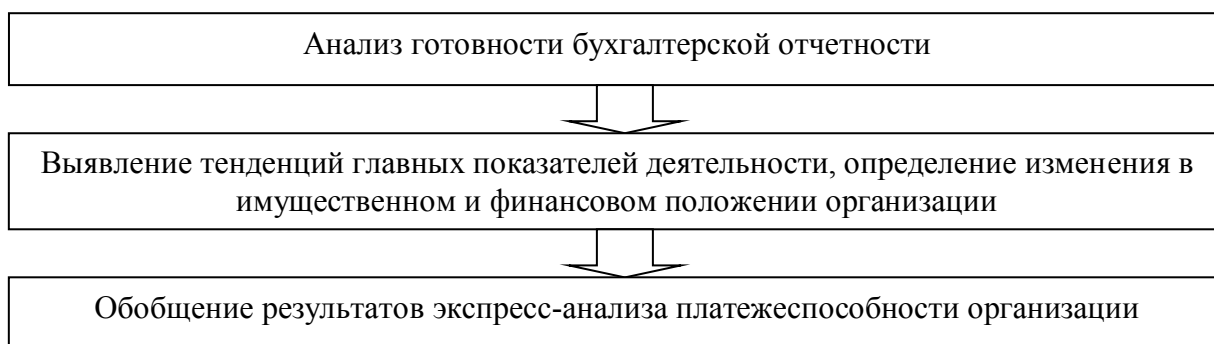 Анализ готовности бухгалтерской отчетности
Выявление тенденций главных показателей деятельности, определение изменения в
имущественном и финансовом положении организации
Обобщение результатов экспресс-анализа платежеспособности организации